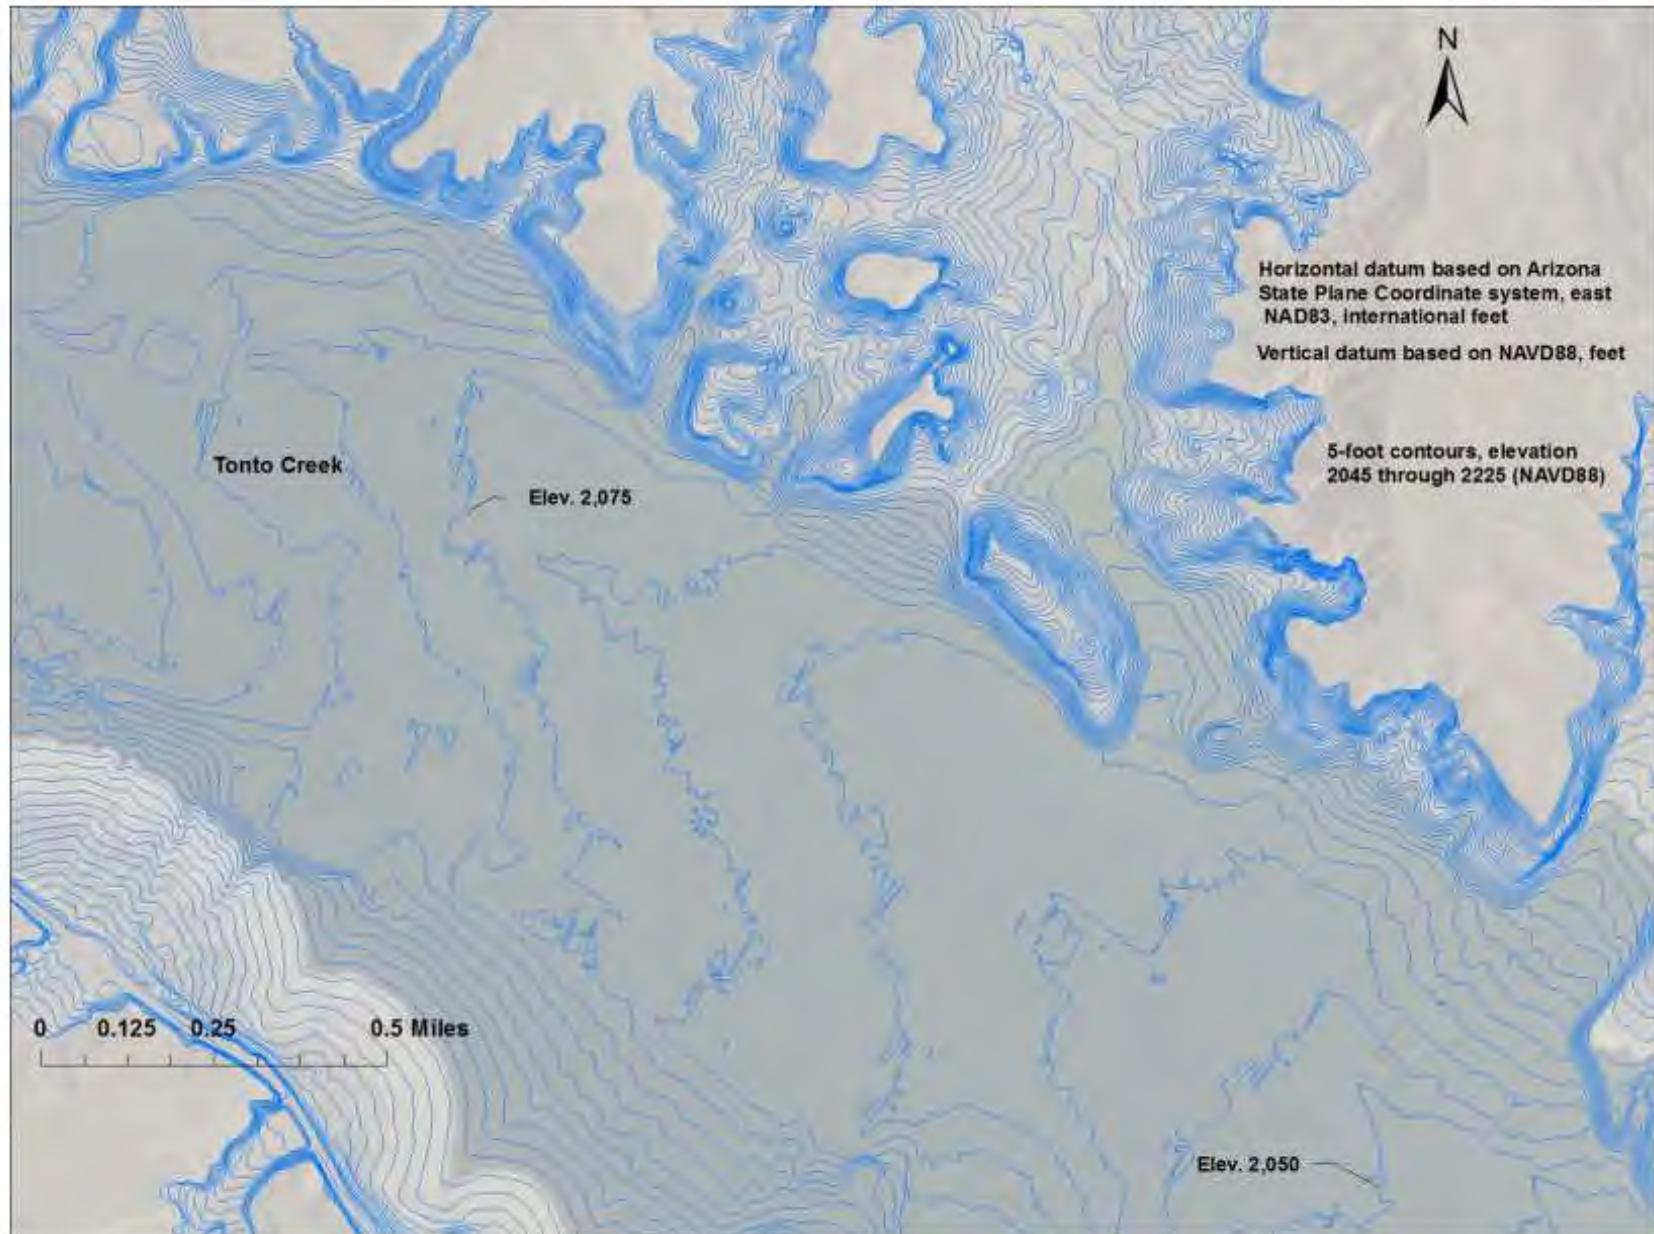 N
Horizontal datum based on Arizona
State Plane Coordinate system, east
NAD83, international feet
Vertical datum based on NAVD88, feet
5-foot contours, elevation
2045 through 2225 (NAVD88)
Tonto Creek
Elev. 2,075
0 0.125 0.25 0.5 Miles
Elev. 2,050